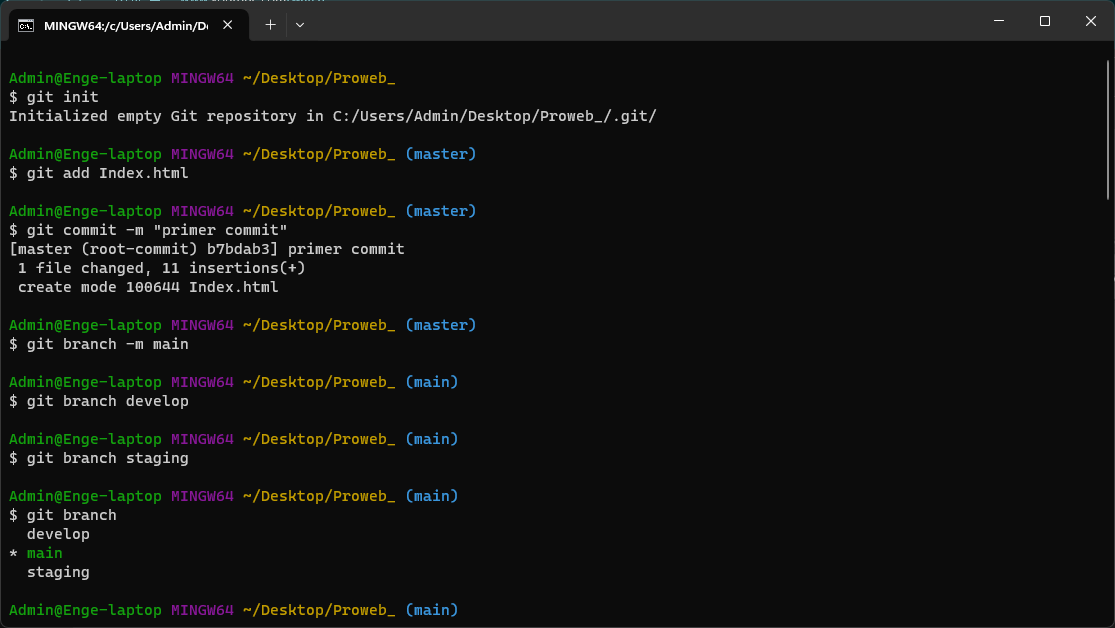 MINGW64:/c/Users/Admin/De
Admin@Enge-laptop MINGW64 ~/Desktop/Proweb_
$ git init
Initialized empty Git repository in C:/Users/Admin/Desktop/Proweb_/.git/
Admin@Enge-laptop MINGW64 ~/Desktop/Proweb_ (master)
$ git add Index.html
Admin@Enge-laptop MINGW64 ~/Desktop/Proweb_ (master)
$ git commit -m "primer commit"
[master (root-commit) b7bdab3] primer commit
1 file changed, 11 insertions(+)
create mode 100644 Index.html
Admin@Enge-laptop MINGW64 ~/Desktop/Proweb_ (master)
$ git branch -m main
Admin@Enge-laptop MINGW64 ~/Desktop/Proweb_ (main)
$ git branch develop
Admin@Enge-laptop MINGW64 ~/Desktop/Proweb_ (main)
$ git branch staging
Admin@Enge-laptop MINGW64 ~/Desktop/Proweb_ (main)
$ git branch
develop
* main
staging
Admin@Enge-laptop MINGW64 ~/Desktop/Proweb_ (main)